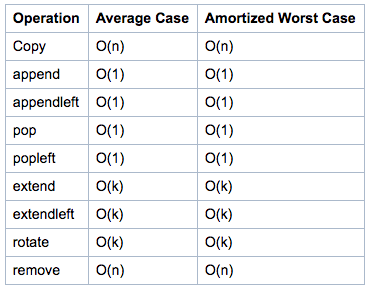 Operation Average Case Amortized Worst Case
Copy O(n) O(n)
append O(1) O(1)
appendleft O(1) O(1)
pop O(1) O(1)
popleft O(1) O(1)
extend O(k) O(k)
extendleft O(k) O(k)
rotate O(k) O(k)
remove O(n) O(n)